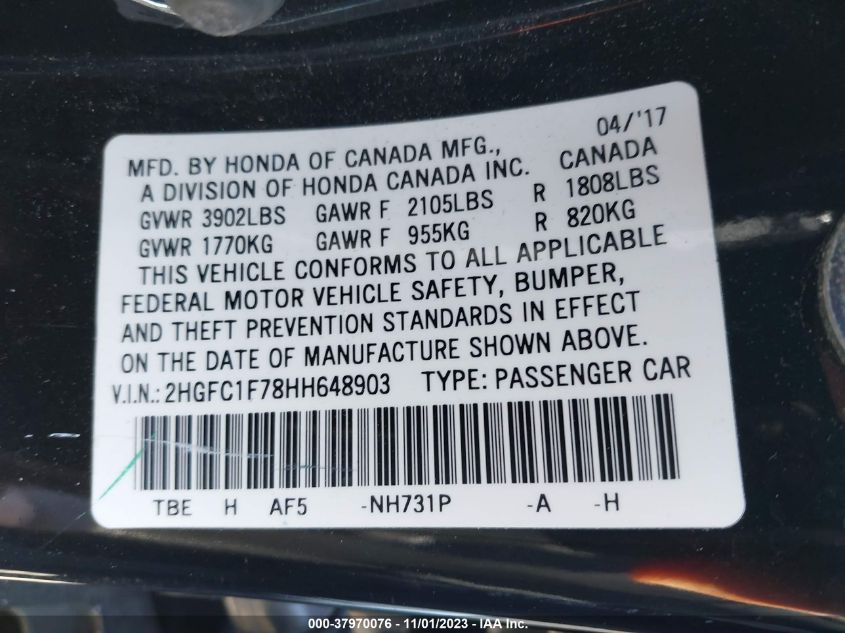 04/'17
MFD. BY HONDA OF CANADA MFG., CANADA
A DIVISION OF HONDA CANADA INC.
GVWR 3902LBS GAWR F 2105LBS R 1808LBS
GVWR 1770KG GAWR F 955KG R 820KG
THIS VEHICLE CONFORMS TO ALL APPLICABLE
FEDERAL MOTOR VEHICLE SAFETY, BUMPER,
AND THEFT PREVENTION STANDARDS IN EFFECT
ON THE DATE OF MANUFACTURE SHOWN ABOVE.
V.I.N.: 2HGFC1F78HH648903 TYPE: PASSENGER CAR
TBE H AF5 -NH731P -A -H
000-37970076 - 11/01/2023 - IAA Inc.